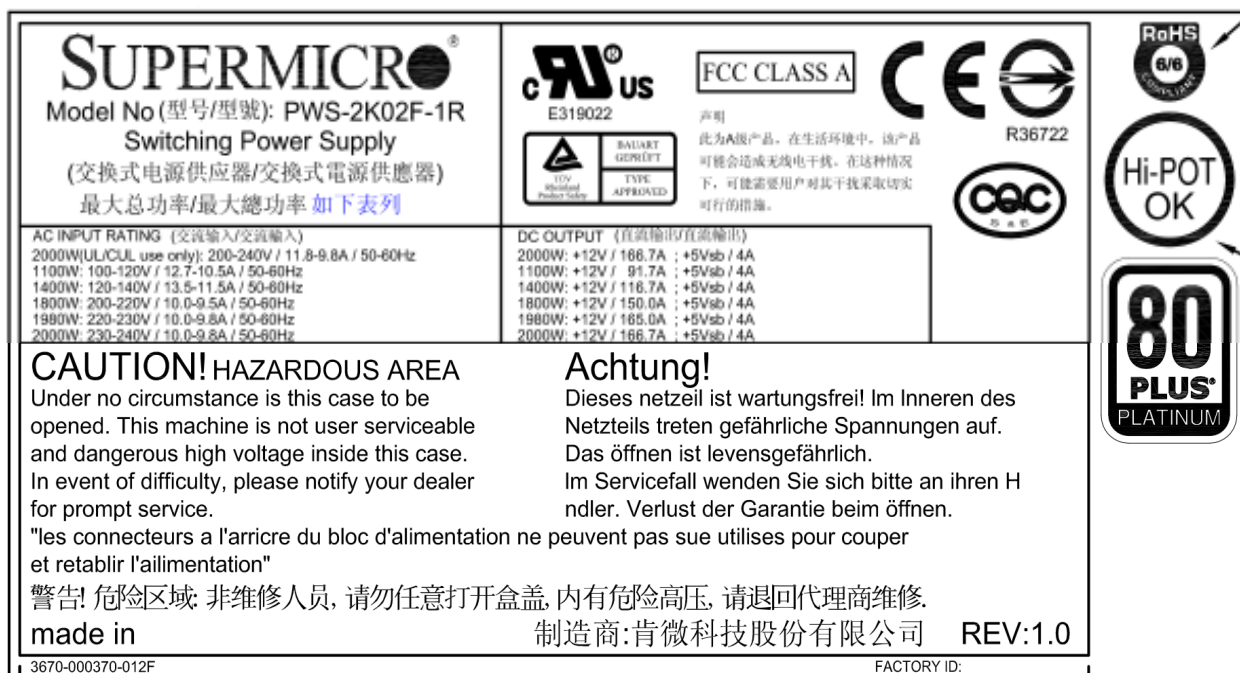 SUPERMICRO®
Model No(型号/型號): PWS-2K02F-1R
Switching Power Supply
(交换式电源供应器/交換式電源供應器)
最大总功率/最大總功率 如下表列
c RU® US
E319022
FCC CLASS A
CE
R36722
BAUART
GEPRÜFT
TÜV
Rheinland
Product Safety
TYPE
APPROVED
声明
此为A级产品，在生活环境中，该产品
可能会造成无线电干扰，在这种情况
下，可能需要用户对其干扰采取切实
可行的措施。
CQC
RoHS
6/6
COMPLIANT
Hi-POT
OK
80
PLUS®
PLATINUM
AC INPUT RATING (交流输入/交流輸入)
2000W(UL/CUL use only): 200-240V / 11.8-9.8A / 50-60Hz
1100W: 100-120V / 12.7-10.5A / 50-60Hz
1400W: 120-140V / 13.5-11.5A / 50-60Hz
1800W: 200-220V / 10.0-9.5A / 50-60Hz
1980W: 220-230V / 10.0-9.8A / 50-60Hz
2000W: 230-240V / 10.0-9.8A / 50-60Hz
DC OUTPUT (直流输出/直流輸出)
2000W: +12V / 166.7A ; +5Vsb / 4A
1100W: +12V / 91.7A ; +5Vsb / 4A
1400W: +12V / 116.7A ; +5Vsb / 4A
1800W: +12V / 150.0A ; +5Vsb / 4A
1980W: +12V / 165.0A ; +5Vsb / 4A
2000W: +12V / 166.7A ; +5Vsb / 4A
CAUTION! HAZARDOUS AREA
Under no circumstance is this case to be
opened. This machine is not user serviceable
and dangerous high voltage inside this case.
In event of difficulty, please notify your dealer
for prompt service.
Achtung!
Dieses netzeil ist wartungsfrei! Im Inneren des
Netzteils treten gefährliche Spannungen auf.
Das öffnen ist levensgefährlich.
Im Servicefall wenden Sie sich bitte an ihren H
ndler. Verlust der Garantie beim öffnen.
"les connecteurs a l'arricre du bloc d'alimentation ne peuvent pas sue utilises pour couper
et retablir l'ailimentation"
警告! 危险区域: 非维修人员, 请勿任意打开盒盖, 内有危险高压, 请退回代理商维修.
made in
制造商:肯微科技股份有限公司
REV:1.0
3670-000370-012F
FACTORY ID: